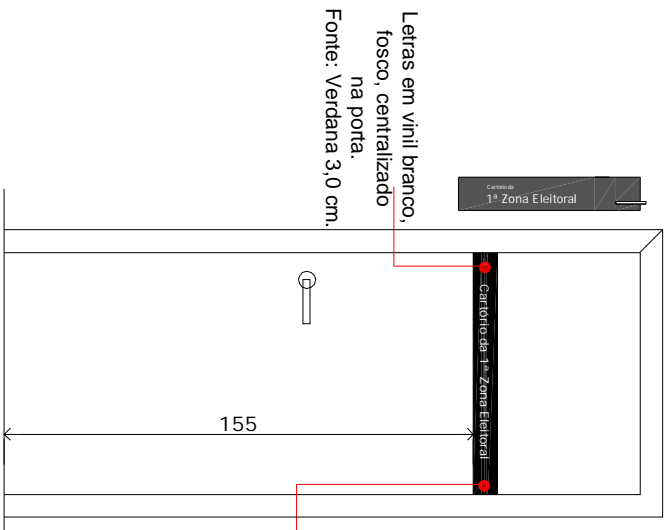 Letras em vinil branco,
fosco, centralizado
na porta.
Fonte: Verdana 3,0 cm.
Cartório da
1ª Zona Eleitoral
Cartório da 1ª Zona Eleitoral
155